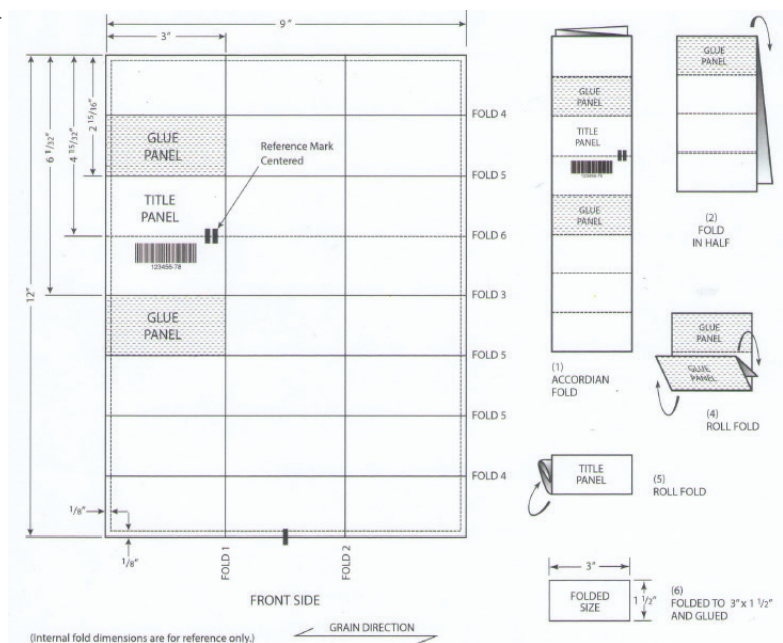 9"
3"
12"
6 1/32"
4 15/32"
2 15/16"
GLUE
PANEL
TITLE
PANEL
123456-78
GLUE
PANEL
Reference Mark
Centered
FOLD 4
FOLD 5
FOLD 6
FOLD 3
FOLD 5
FOLD 5
FOLD 4
1/8"
1/8"
FOLD 1
FOLD 2
FRONT SIDE
(Internal fold dimensions are for reference only.)
GRAIN DIRECTION
GLUE
PANEL
TITLE
PANEL
123456-78
GLUE
PANEL
(1)
ACCORDIAN
FOLD
GLUE
PANEL
(2)
FOLD
IN HALF
GLUE
PANEL
GLUE
PANEL
(4)
ROLL FOLD
TITLE
PANEL
(5)
ROLL FOLD
3"
FOLDED
SIZE
1 1/2"
(6)
FOLDED TO 3"x 1 1/2"
AND GLUED